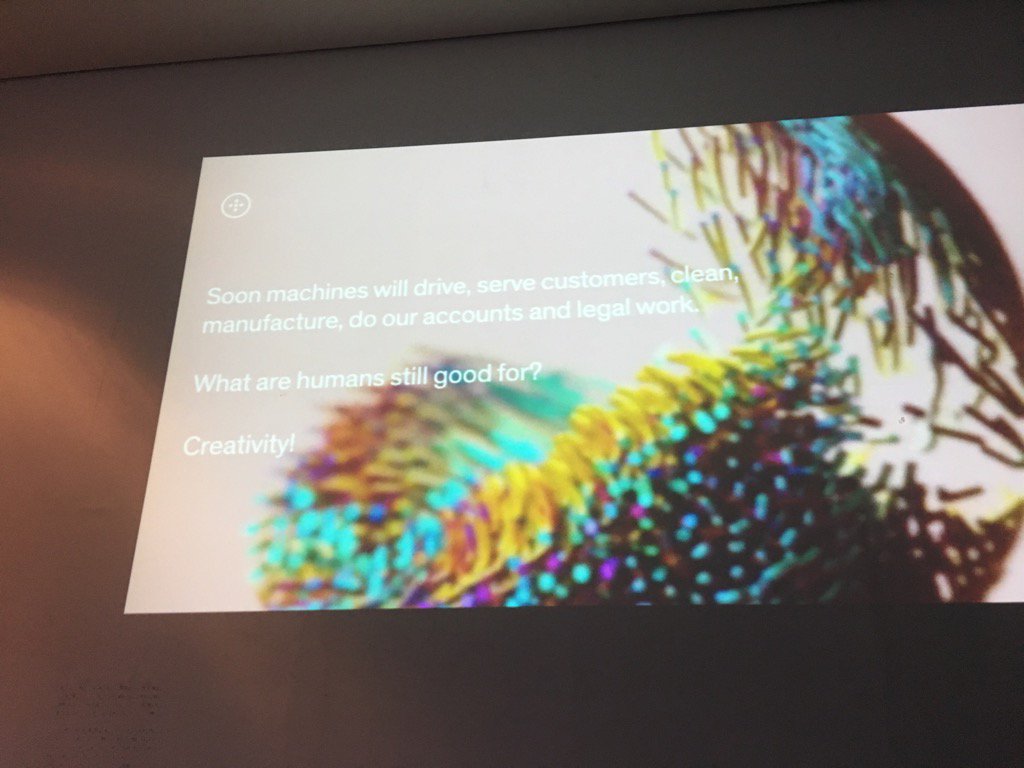 Soon machines will drive, serve customers, clean,
manufacture, do our accounts and legal work.
What are humans still good for?
Creativity!